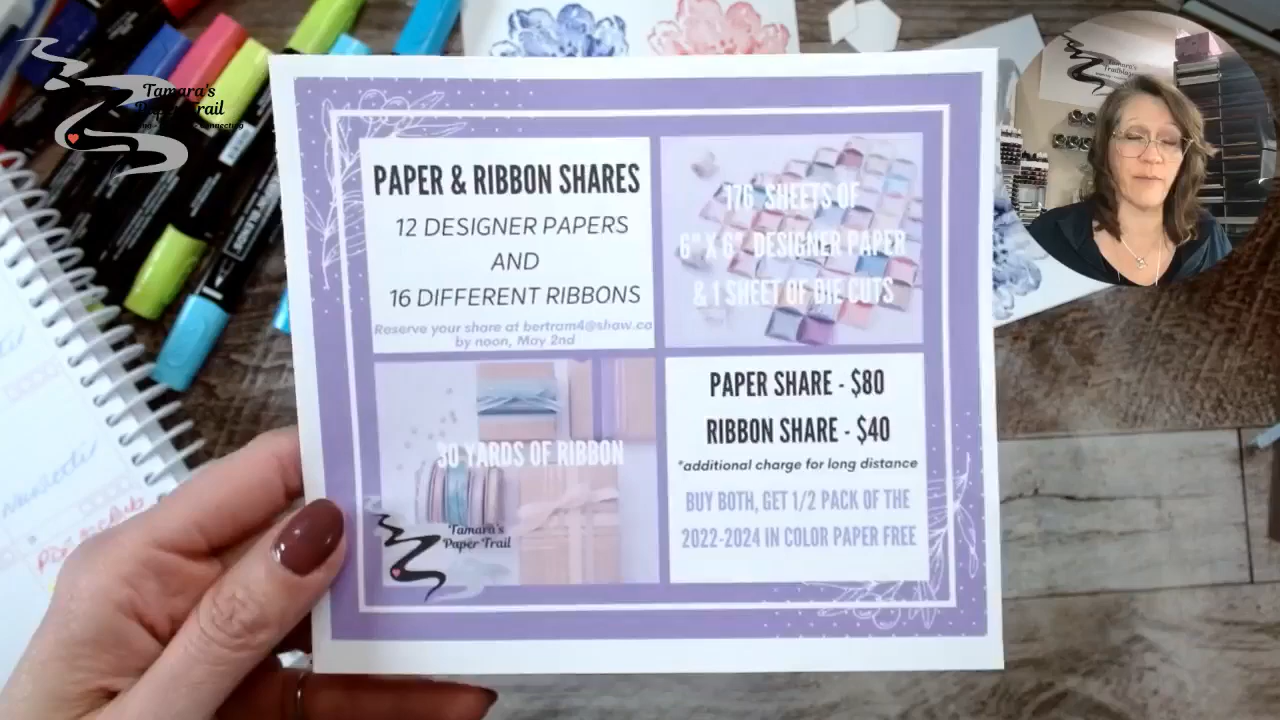 Tamara's
Paper Trail
Tamara's
PAPER & RIBBON SHARES
12 DESIGNER PAPERS
AND
16 DIFFERENT RIBBONS
Reserve your share at bertram4@shaw.ca
by noon, May 2nd
176 SHEETS OF
6" X 6" DESIGNER PAPER
& 1 SHEET OF DIE CUTS
30 YARDS OF RIBBON
Tamara's
Paper Trail
PAPER SHARE - $80
RIBBON SHARE - $40
*additional charge for long distance
BUY BOTH, GET 1/2 PACK OF THE
2022-2024 IN COLOR PAPER FREE